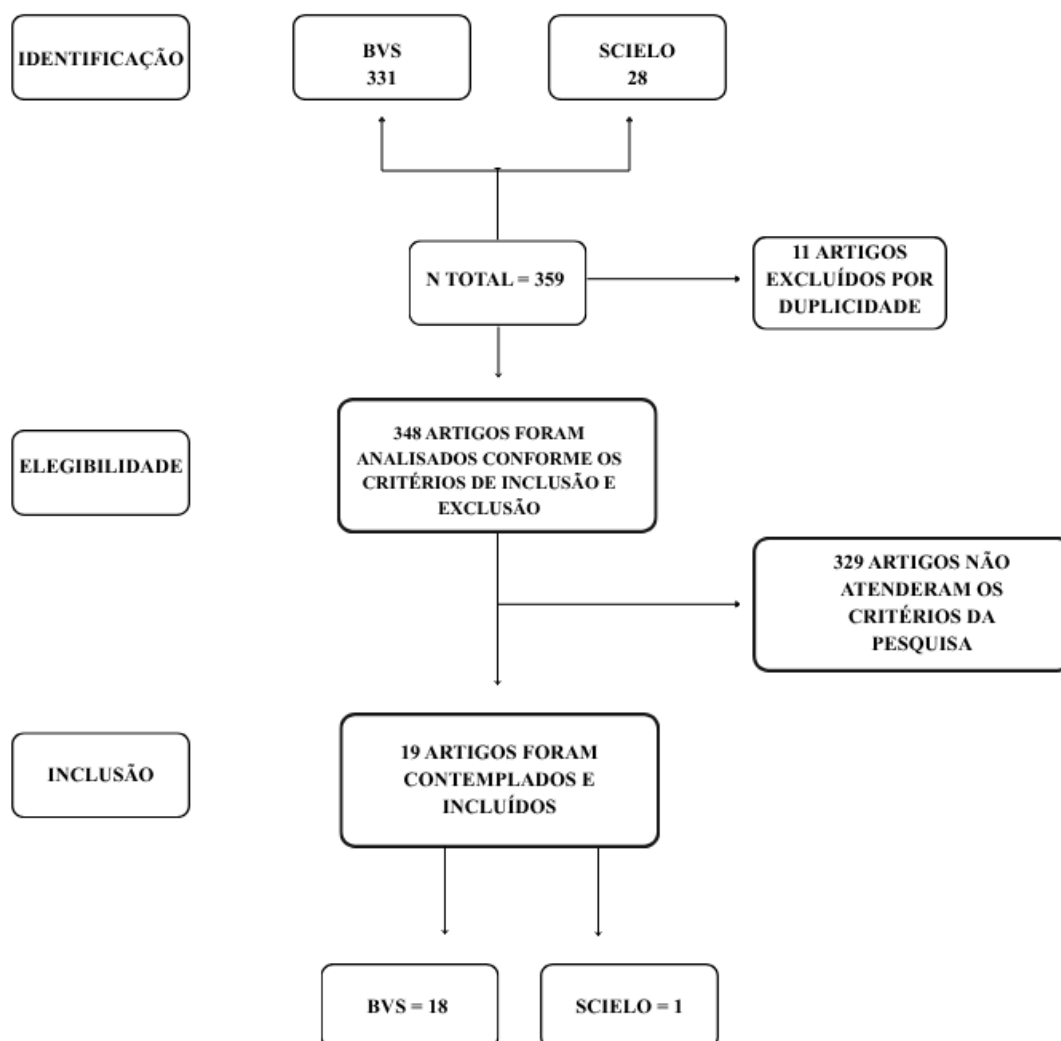 IDENTIFICAÇÃO
BVS
331
SCIELO
28
N TOTAL = 359
11 ARTIGOS
EXCLUÍDOS POR
DUPLICIDADE
ELEGIBILIDADE
348 ARTIGOS FORAM
ANALISADOS CONFORME OS
CRITÉRIOS DE INCLUSÃO E
EXCLUSÃO
329 ARTIGOS NÃO
ATENDERAM OS
CRITÉRIOS DA
PESQUISA
INCLUSÃO
19 ARTIGOS FORAM
CONTEMPLADOS E
INCLUÍDOS
BVS = 18
SCIELO = 1